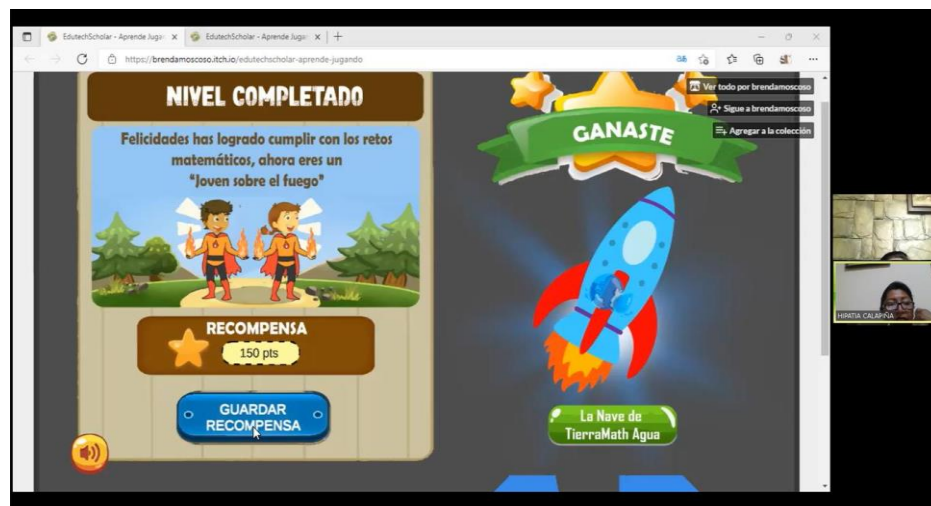 EdutechScholar - Aprende Juga
EdutechScholar - Aprende Juga
https://brendamoscoso.itch.io/edutechscholar-aprende-jugando
Ver todo por brendamoscoso
Sigue a brendamoscoso
Agregar a la colección
NIVEL COMPLETADO
Felicidades has logrado cumplir con los retos
matemáticos, ahora eres un
"Joven sobre el fuego"
RECOMPENSA
150 pts
GUARDAR
RECOMPENSA
GANASTE
La Nave de
TierraMath Agua
HIPATIA CALAPIÑA